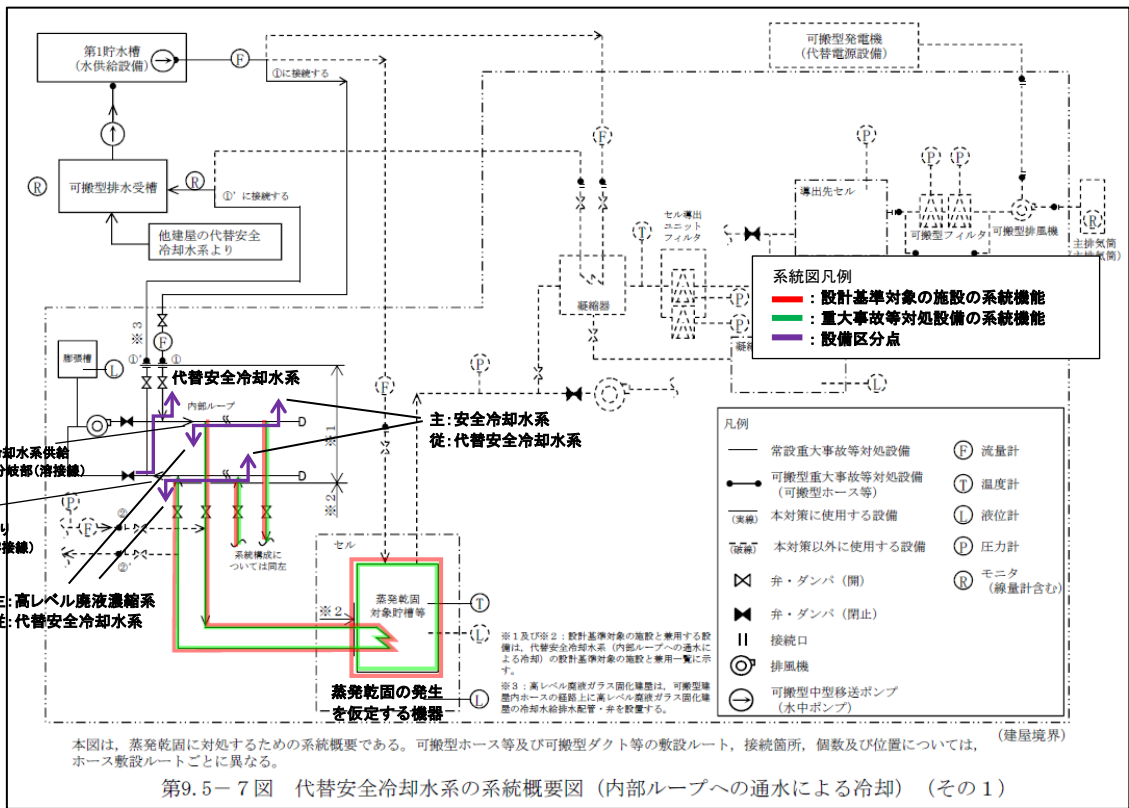 第1貯水槽
(水供給設備)
F
①に接続する
可搬型発電機
(代替電源設備)
F
P
P
P
R
可搬型排水受槽
R
①'に接続する
他建屋の代替安全
冷却水系より
導出先セル
セル導出
ユニット
フィルタ
T
可搬型フィルタ
可搬型排風機
R
主排気筒
凝縮器
P
P
系統図凡例
:設計基準対象の施設の系統機能
:重大事故等対処設備の系統機能
:設備区分点
※3
F
①'
①
膨張槽
L
代替安全冷却水系
内部ループ
P
F
L
主:安全冷却水系
従:代替安全冷却水系
※1
※2
却水系供給
分岐部(溶接線)
り
接線)
P
F
②
②'
系統構成に
ついては同左
主:高レベル廃液濃縮系
従:代替安全冷却水系
セル
※2
蒸発乾固
対象貯槽等
T
L
L
蒸発乾固の発生
を仮定する機器
※1及び※2:設計基準対象の施設と兼用する設
備は,代替安全冷却水系(内部ループへの通水に
よる冷却)の設計基準対象の施設と兼用一覧に示
す。
※3:高レベル廃液ガラス固化建屋は,可搬型建
屋内ホースの経路上に高レベル廃液ガラス固化建
屋の冷却水給排水配管・弁を設置する。
凡例
常設重大事故等対処設備
可搬型重大事故等対処設備
(可搬型ホース等)
(実線)
本対策に使用する設備
(破線)
本対策以外に使用する設備
弁・ダンパ(開)
弁・ダンパ(閉止)
接続口
排風機
可搬型中型移送ポンプ
(水中ポンプ)
F 流量計
T 温度計
L 液位計
P 圧力計
R モニタ
(線量計含む)
(建屋境界)
本図は,蒸発乾固に対処するための系統概要である。可搬型ホース等及び可搬型ダクト等の敷設ルート,接続箇所,個数及び位置については,
ホース敷設ルートごとに異なる。
第9.5-7図 代替安全冷却水系の系統概要図(内部ループへの通水による冷却)(その1)